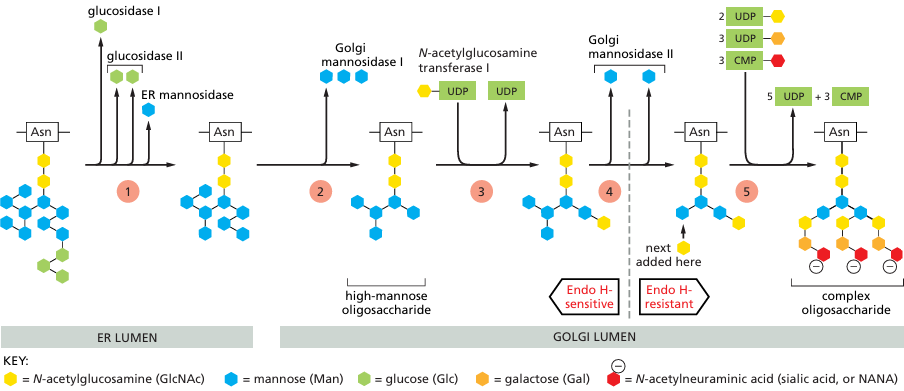 glucosidase I
glucosidase II
ER mannosidase
Golgi
mannosidase I
N-acetylglucosamine
transferase I
UDP
UDP
Golgi
mannosidase II
2 UDP
3 UDP
3 CMP
5 UDP + 3 CMP
Asn
Asn
Asn
Asn
Asn
Asn
1
2
3
4
5
next
added here
high-mannose
oligosaccharide
Endo H-
sensitive
Endo H-
resistant
complex
oligosaccharide
ER LUMEN
GOLGI LUMEN
KEY:
= N-acetylglucosamine (GlcNAc)
= mannose (Man)
= glucose (Glc)
= galactose (Gal)
= N-acetylneuraminic acid (sialic acid, or NANA)